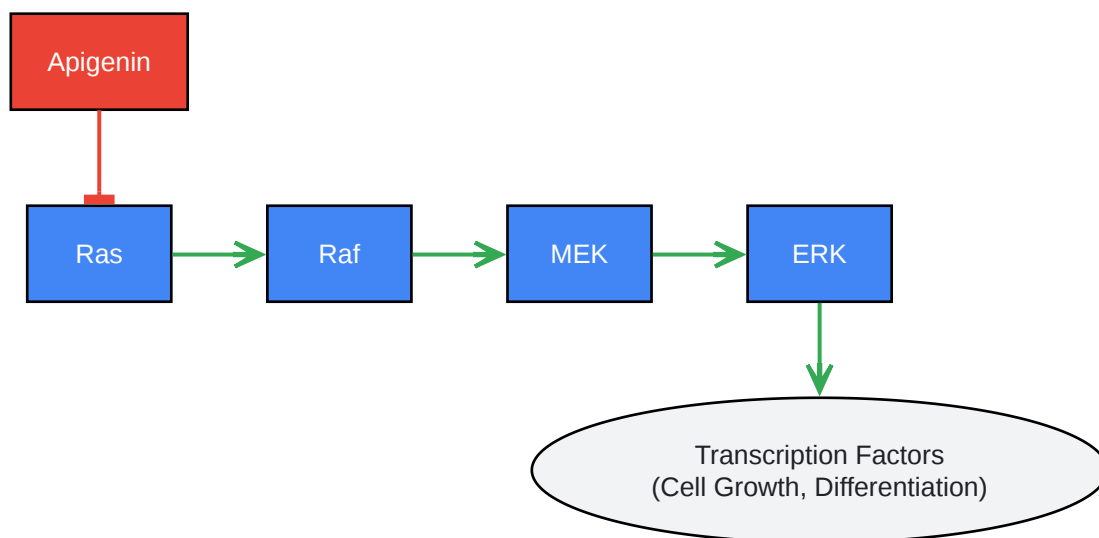 Apigenin
Ras
Raf
MEK
ERK
Transcription Factors
(Cell Growth, Differentiation)